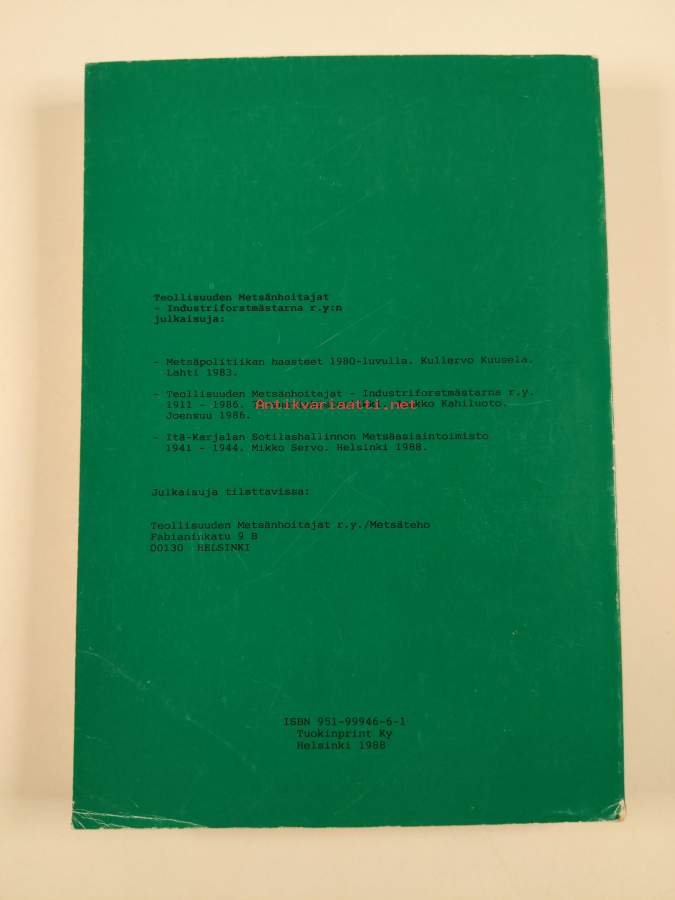 Teollisuuden Metsänhoitajat
- Industriforstmästarna r.y:n
julkaisuja:
- Metsäpolitiikan haasteet 1980-luvulla. Kullervo Kuusela.
Lahti 1983.
- Teollisuuden Metsänhoitajat - Industriforstmästarna r.y.
1911 - 1986. Kahiluoto.
Antikvariaatti.net
Joensuu 1986.
- Itä-Karjalan Sotilashallinnon Metsäasiaintoimisto
1941 - 1944. Mikko Servo. Helsinki 1988.
Julkaisuja tilattavissa:
Teollisuuden Metsänhoitajat r.y./Metsäteho
Fabianinkatu 9 B
00130 HELSINKI
ISBN 951-99946-6-1
Tuokinprint Ky
Helsinki 1988